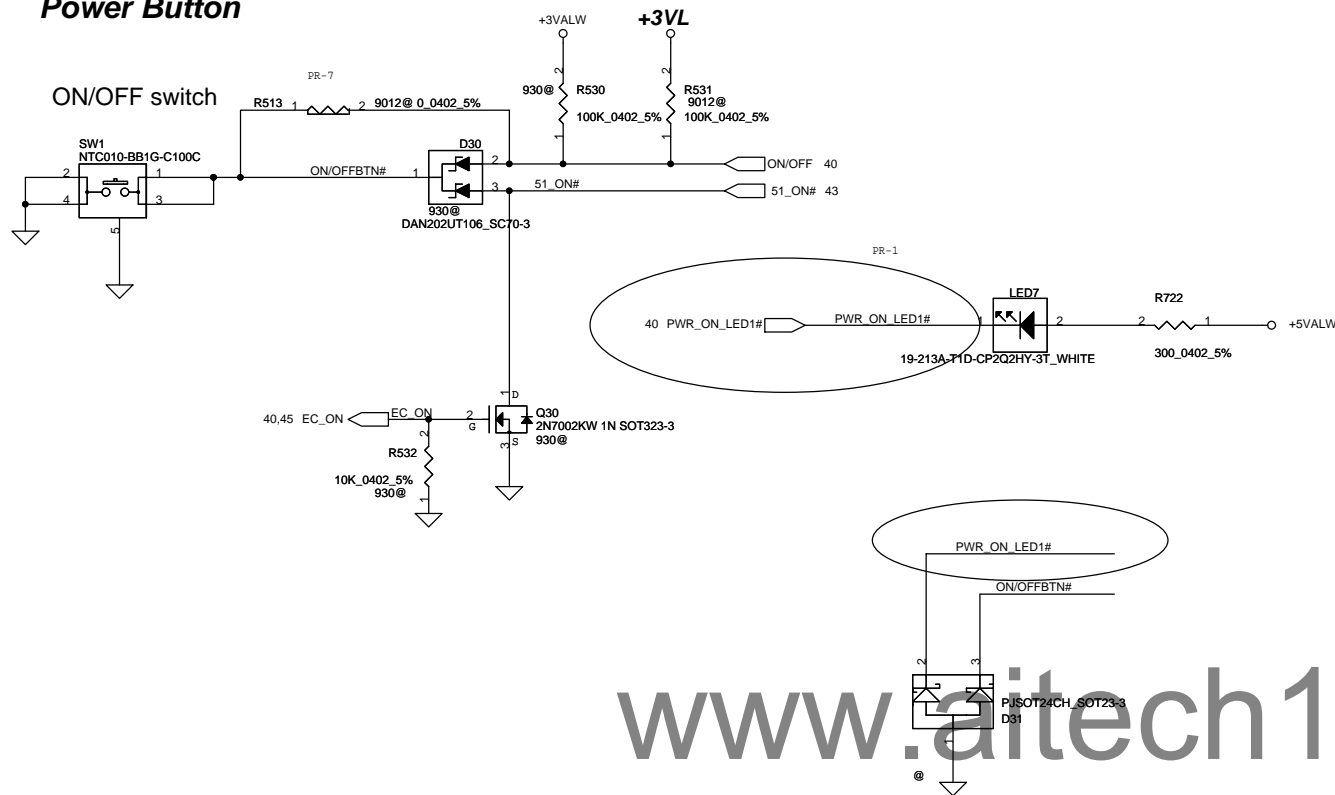 Power Button
+3VALW
+3VL
PR-7
ON/OFF switch
R513 1 2 9012@ 0_0402_5%
930@ R530
100K_0402_5%
2
1
R531
9012@
100K_0402_5%
2
1
SW1
NTC010-BB1G-C100C
2 1
4 3
5
D30
ON/OFFBTN# 1
2
3
ON/OFF 40
51_ON#
51_ON# 43
930@
DAN202UT106_SC70-3
PR-1
LED7
R722
40 PWR_ON_LED1#
PWR_ON_LED1#
1 2
2 1
+5VALW
19-213A-T1D-CP2Q2HY-3T_WHITE
300_0402_5%
1 D
40,45 EC_ON
EC_ON
2
G
Q30
2N7002KW 1N SOT323-3
930@
3 S
R532
2
10K_0402_5%
930@
1
PWR_ON_LED1#
ON/OFFBTN#
2 3
PJSOT24CH_SOT23-3
D31
1
@
www.aitech1